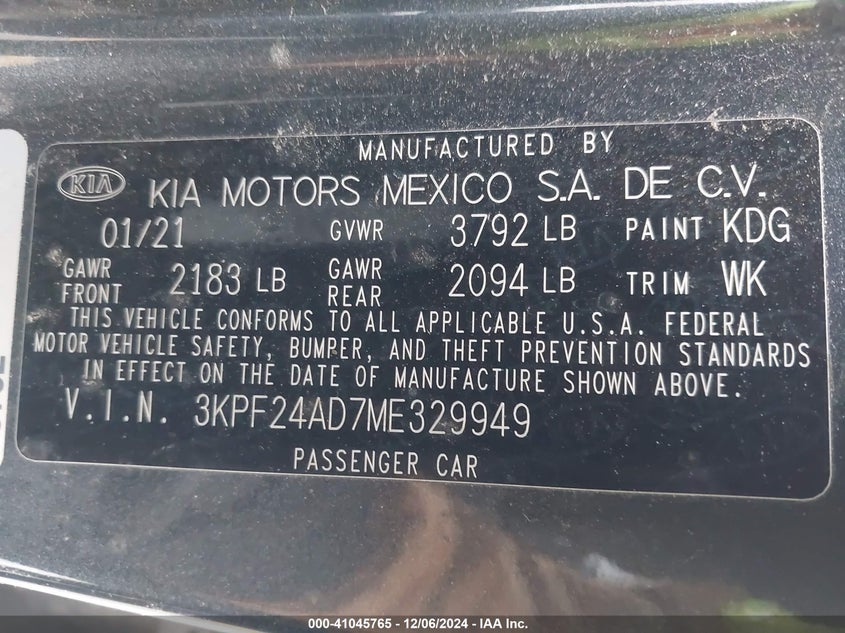 MANUFACTURED BY
KIA KIA MOTORS MEXICO S.A. DE C.V.
01/21 GVWR 3792 LB PAINT KDG
GAWR FRONT 2183 LB GAWR REAR 2094 LB TRIM WK
THIS VEHICLE CONFORMS TO ALL APPLICABLE U.S.A. FEDERAL
MOTOR VEHICLE SAFETY, BUMPER, AND THEFT PREVENTION STANDARDS
IN EFFECT ON THE DATE OF MANUFACTURE SHOWN ABOVE.
V.I.N. 3KPF24AD7ME329949
PASSENGER CAR
000-41045765 - 12/06/2024 - IAA Inc.